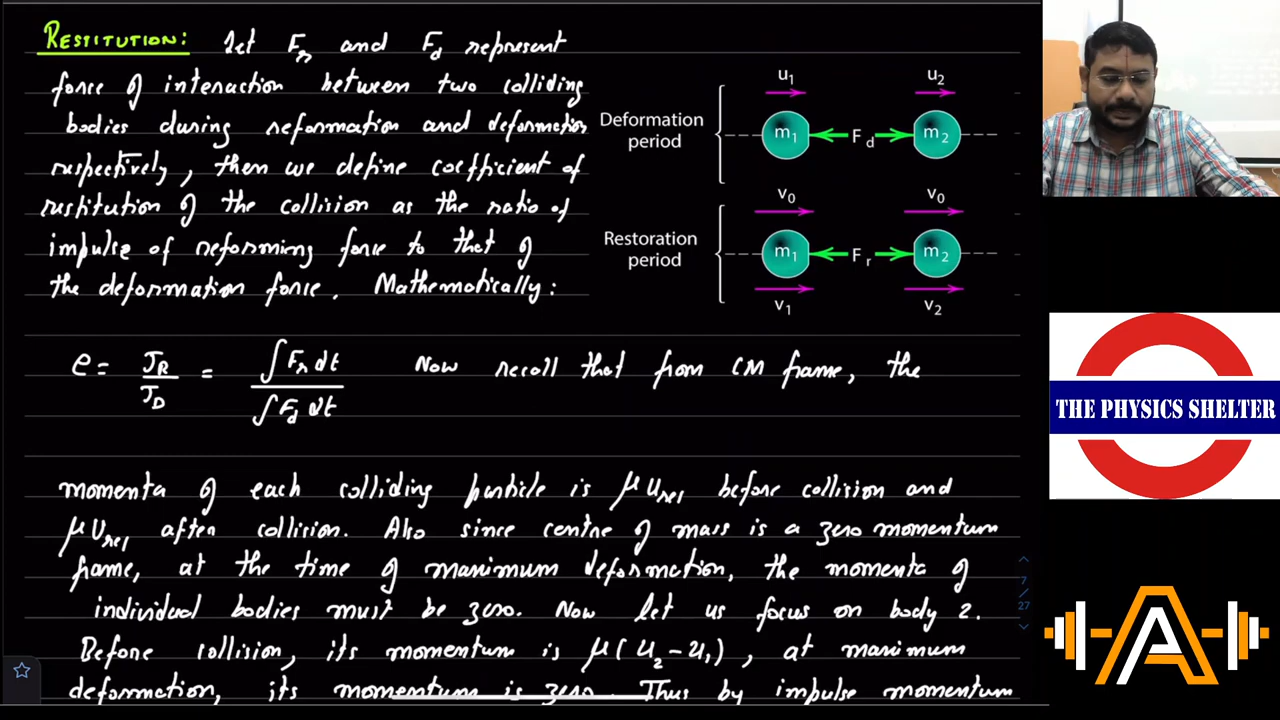 RESTITUTION: Let Fr and Fd represent
force of interaction between two colliding
bodies during reformation and deformation
respectively, then we define coefficient of
restitution of the collision as the ratio of
impulse of reforming force to that of
the deformation force. Mathematically:
u1 u2
Deformation period
m1 Fd m2
v0 v0
Restoration period
m1 Fr m2
v1 v2
e = JR/JD = ∫Fr dt / ∫Fd dt Now recall that from CM frame, the
momenta of each colliding particle is μ urel before collision and
μ vrel after collision. Also since centre of mass is a zero momentum
frame, at the time of maximum deformation, the momenta of
individual bodies must be zero. Now let us focus on body 2.
Before collision, its momentum is μ(u2-u1), at maximum
deformation, its momentum is zero. Thus by impulse momentum
7
/
27
THE PHYSICS SHELTER
A